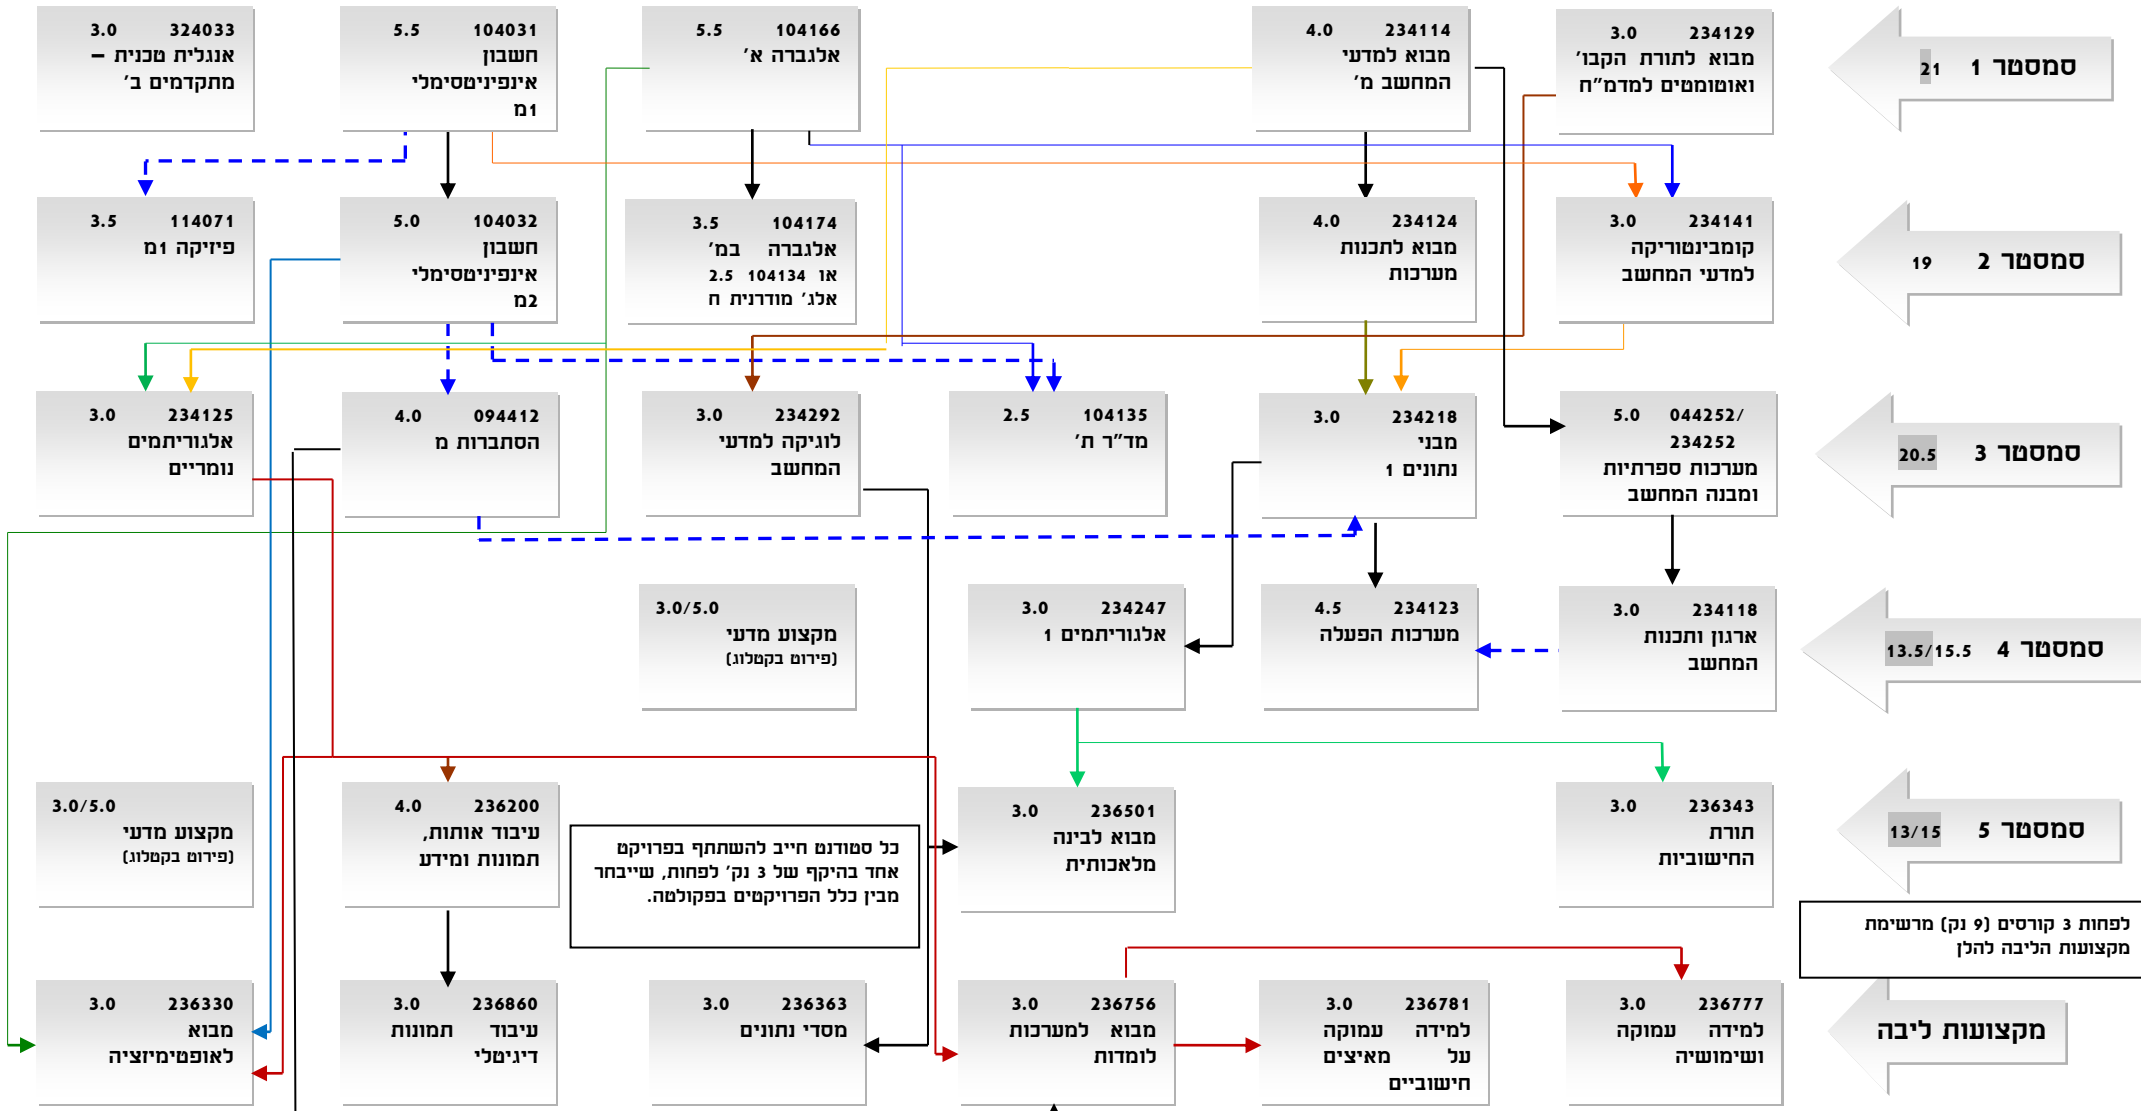 סמסטר 1 21
234129 3.0
מבוא לתורת הקבו'
ואוטומטים למדמ"ח
234114 4.0
מבוא למדעי
המחשב מ'
104166 5.5
אלגברה א'
104031 5.5
חשבון
אינפיניטסימלי
1מ
324033 3.0
אנגלית טכנית –
מתקדמים ב'
סמסטר 2 19
234141 3.0
קומבינטוריקה
למדעי המחשב
234124 4.0
מבוא לתכנות
מערכות
104174 3.5
אלגברה במ'
או 104134 2.5
אלג' מודרנית ח
104032 5.0
חשבון
אינפיניטסימלי
2מ
114071 3.5
פיזיקה 1מ
סמסטר 3 20.5
044252/ 5.0
234252
מערכות ספרתיות
ומבנה המחשב
234218 3.0
מבני
נתונים 1
104135 2.5
מד"ר ת'
234292 3.0
לוגיקה למדעי
המחשב
094412 4.0
הסתברות מ
234125 3.0
אלגוריתמים
נומריים
סמסטר 4 13.5/15.5
234118 3.0
ארגון ותכנות
המחשב
234123 4.5
מערכות הפעלה
234247 3.0
אלגוריתמים 1
3.0/5.0
מקצוע מדעי
(פירוט בקטלוג)
סמסטר 5 13/15
236343 3.0
תורת
החישוביות
236501 3.0
מבוא לבינה
מלאכותית
כל סטודנט חייב להשתתף בפרויקט
אחד בהיקף של 3 נק' לפחות, שייבחר
מבין כלל הפרויקטים בפקולטה.
236200 4.0
עיבוד אותות,
תמונות ומידע
3.0/5.0
מקצוע מדעי
(פירוט בקטלוג)
לפחות 3 קורסים (9 נק) מרשימת
מקצועות הליבה להלן
מקצועות ליבה
236777 3.0
למידה עמוקה
ושימושיה
236781 3.0
למידה עמוקה
על מאיצים
חישוביים
236756 3.0
מבוא למערכות
לומדות
236363 3.0
מסדי נתונים
236860 3.0
עיבוד תמונות
דיגיטלי
236330 3.0
מבוא
לאופטימיזציה